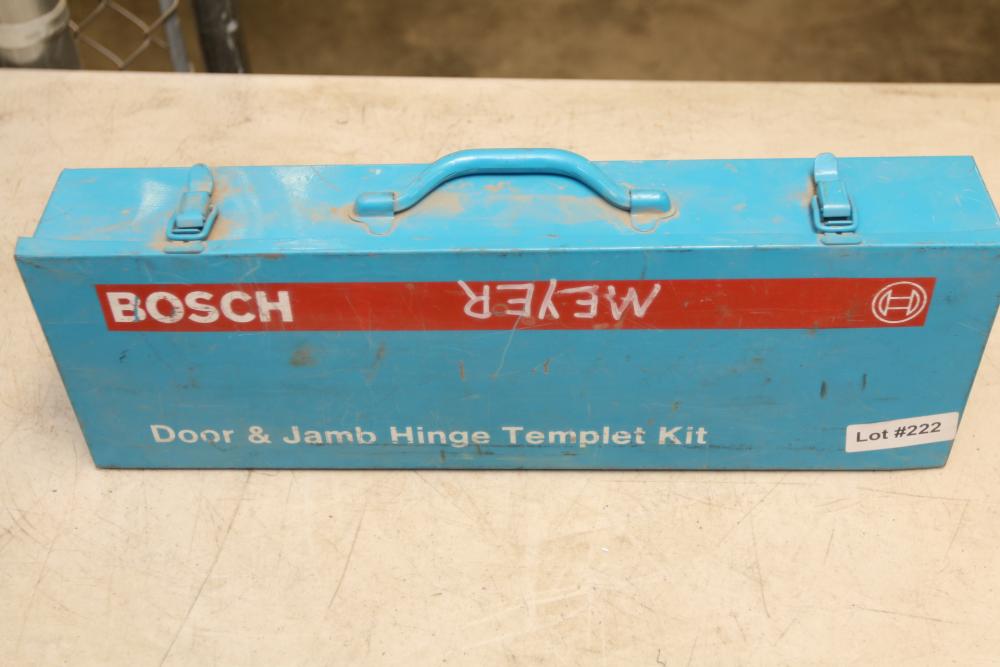 BOSCH
MEYER
Door & Jamb Hinge Templet Kit
Lot #222